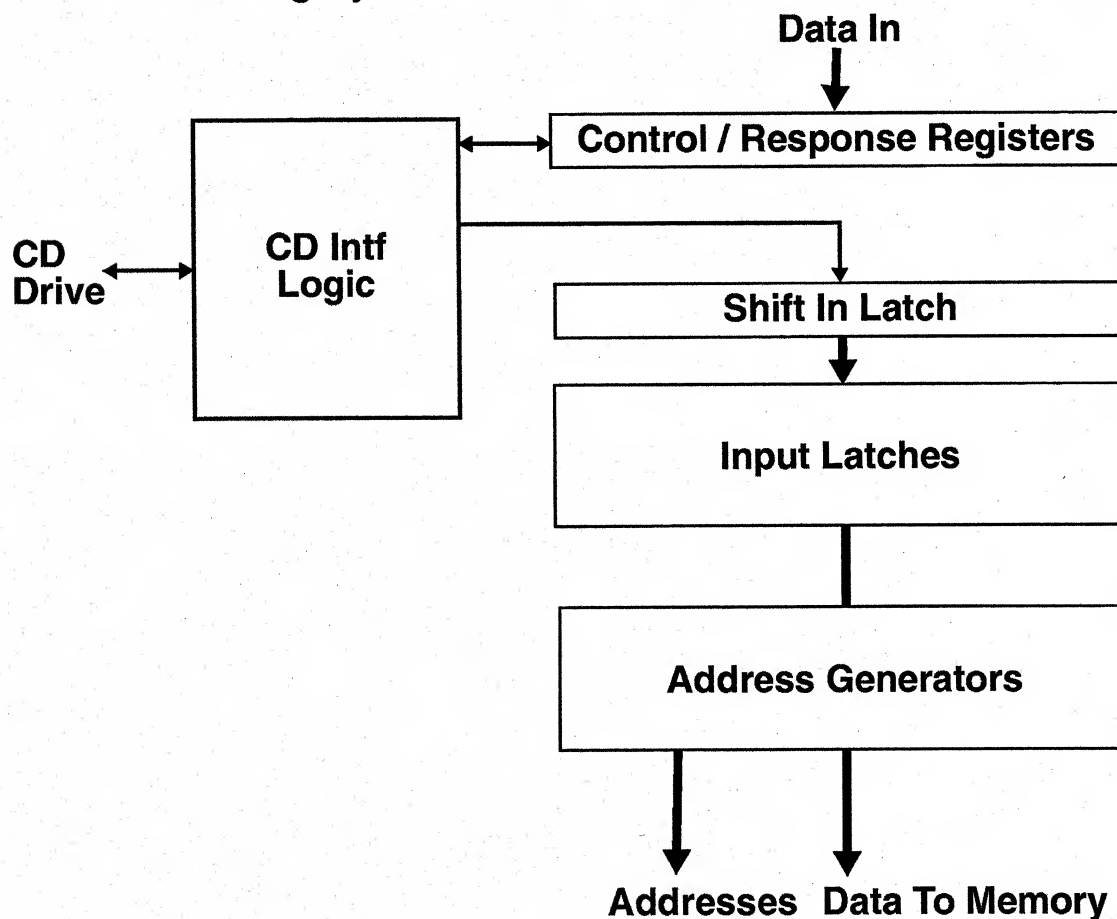 Data In
Control / Response Registers
CD Intf
Logic
CD
Drive
Shift In Latch
Input Latches
Address Generators
Addresses Data To Memory